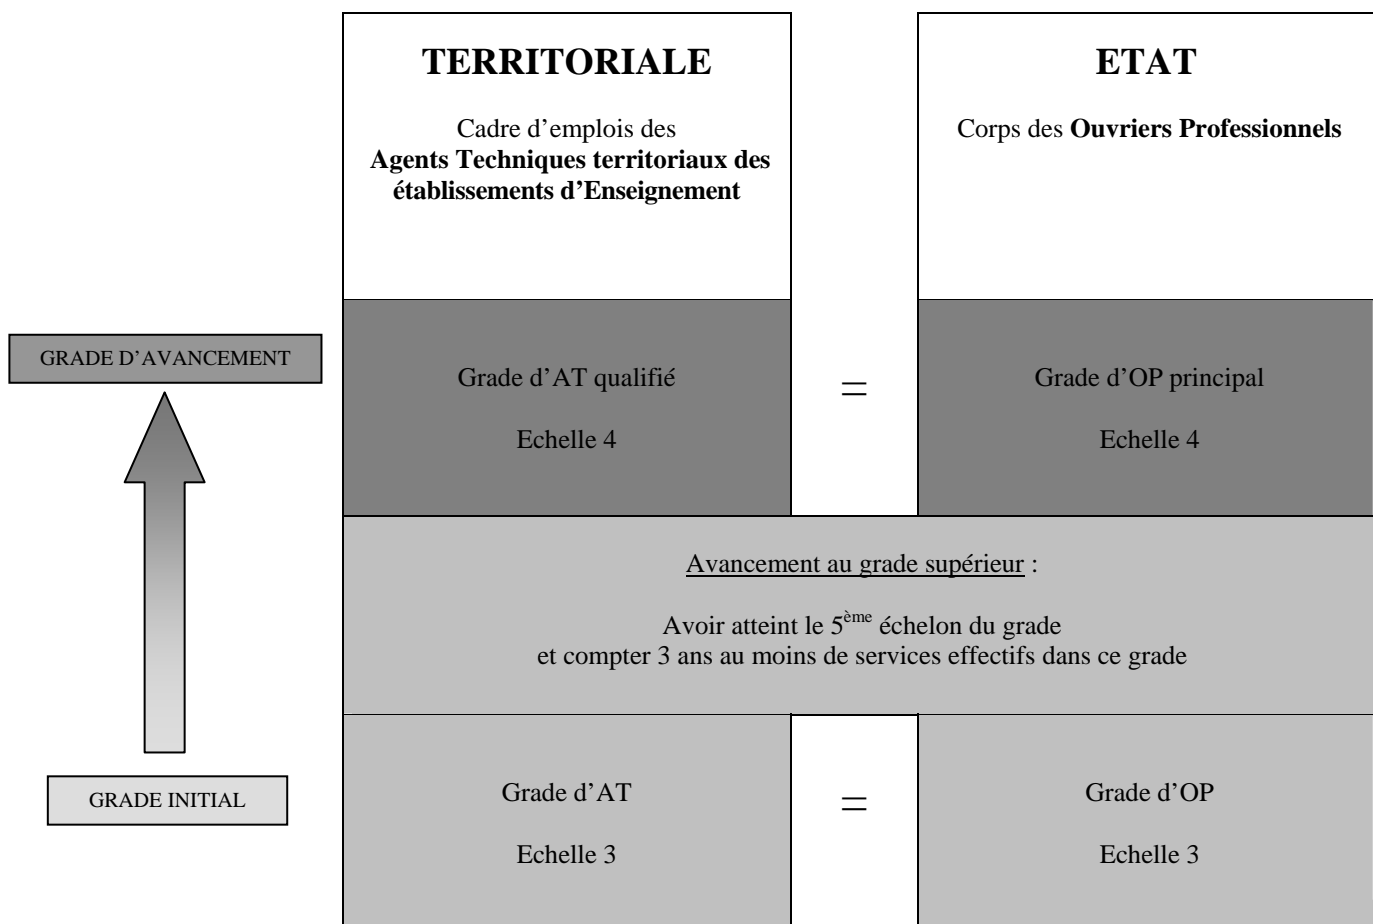 TERRITORIALE
Cadre d’emplois des
Agents Techniques territoriaux des
établissements d’Enseignement
ETAT
Corps des Ouvriers Professionnels
GRADE D’AVANCEMENT
Grade d’AT qualifié
Echelle 4
=
Grade d’OP principal
Echelle 4
Avancement au grade supérieur :
Avoir atteint le 5ème échelon du grade
et compter 3 ans au moins de services effectifs dans ce grade
GRADE INITIAL
Grade d’AT
Echelle 3
=
Grade d’OP
Echelle 3